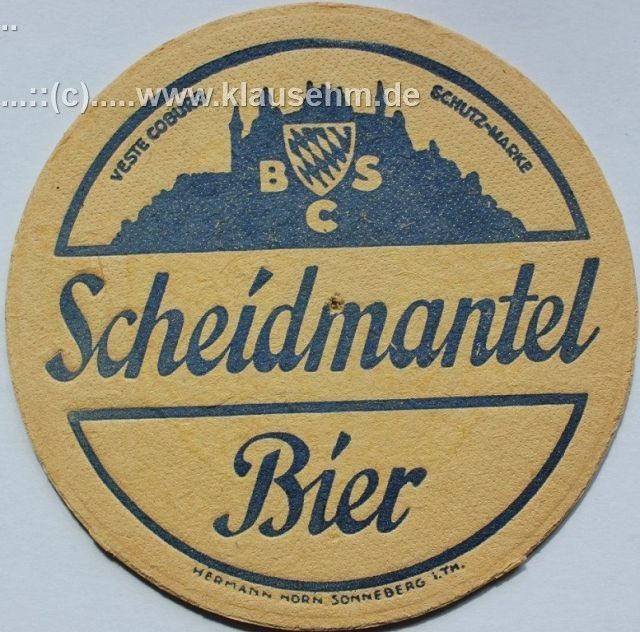 ..
...::(c).....www.klausehm.de
VESTE COBURG
SCHUTZ-MARKE
B S
C
Scheidmantel
Bier
HERMANN HORN SONNEBERG i.TH.